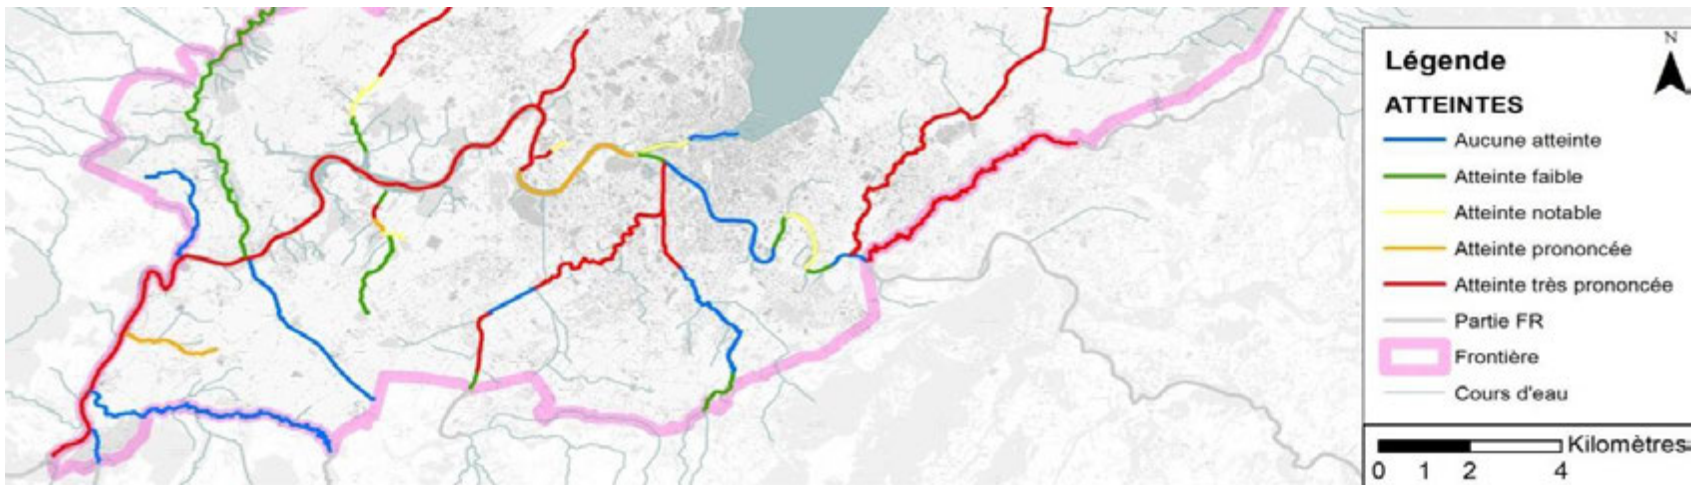 N
Légende
ATTEINTES
Aucune atteinte
Atteinte faible
Atteinte notable
Atteinte prononcée
Atteinte très prononcée
Partie FR
Frontière
Cours d'eau
Kilomètres
0 1 2 4